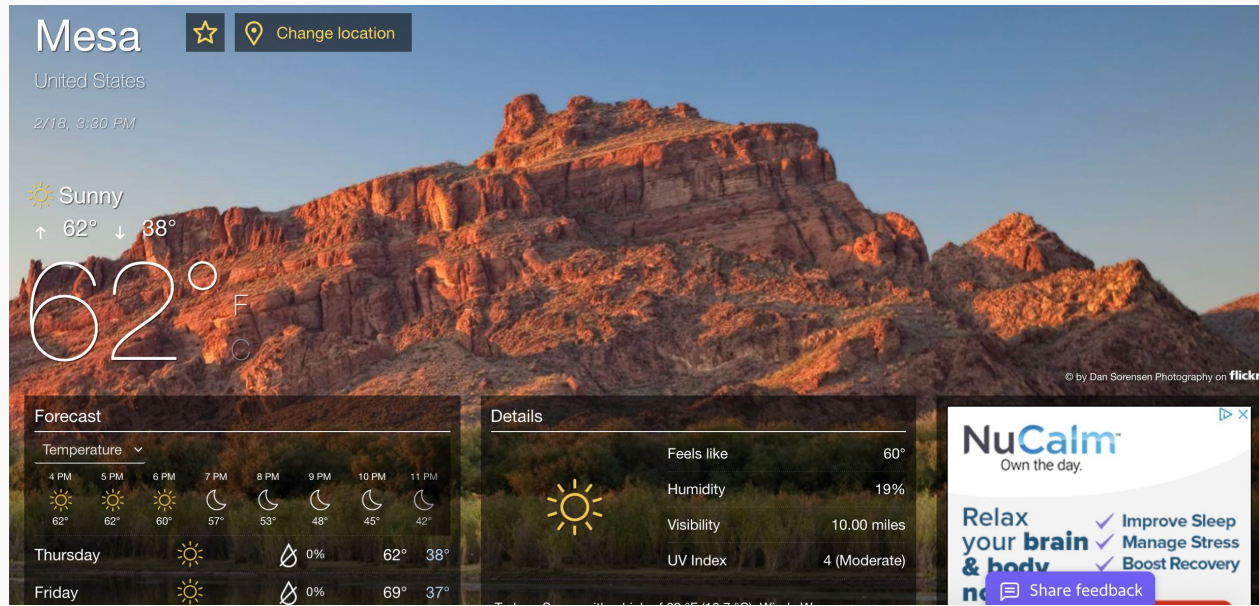 Mesa
Change location
United States
2/18, 3:30 PM
Sunny
↑ 62° ↓ 38°
62°
F
C
© by Dan Sorensen Photography on flickr
Forecast
Temperature
4 PM 5 PM 6 PM 7 PM 8 PM 9 PM 10 PM 11 PM
62° 62° 60° 57° 53° 48° 45° 42°
Thursday 0% 62° 38°
Friday 0% 69° 37°
Details
Feels like 60°
Humidity 19%
Visibility 10.00 miles
UV Index 4 (Moderate)
NuCalm
Own the day.
Relax
your brain
& body
Improve Sleep
Manage Stress
Boost Recovery
Share feedback